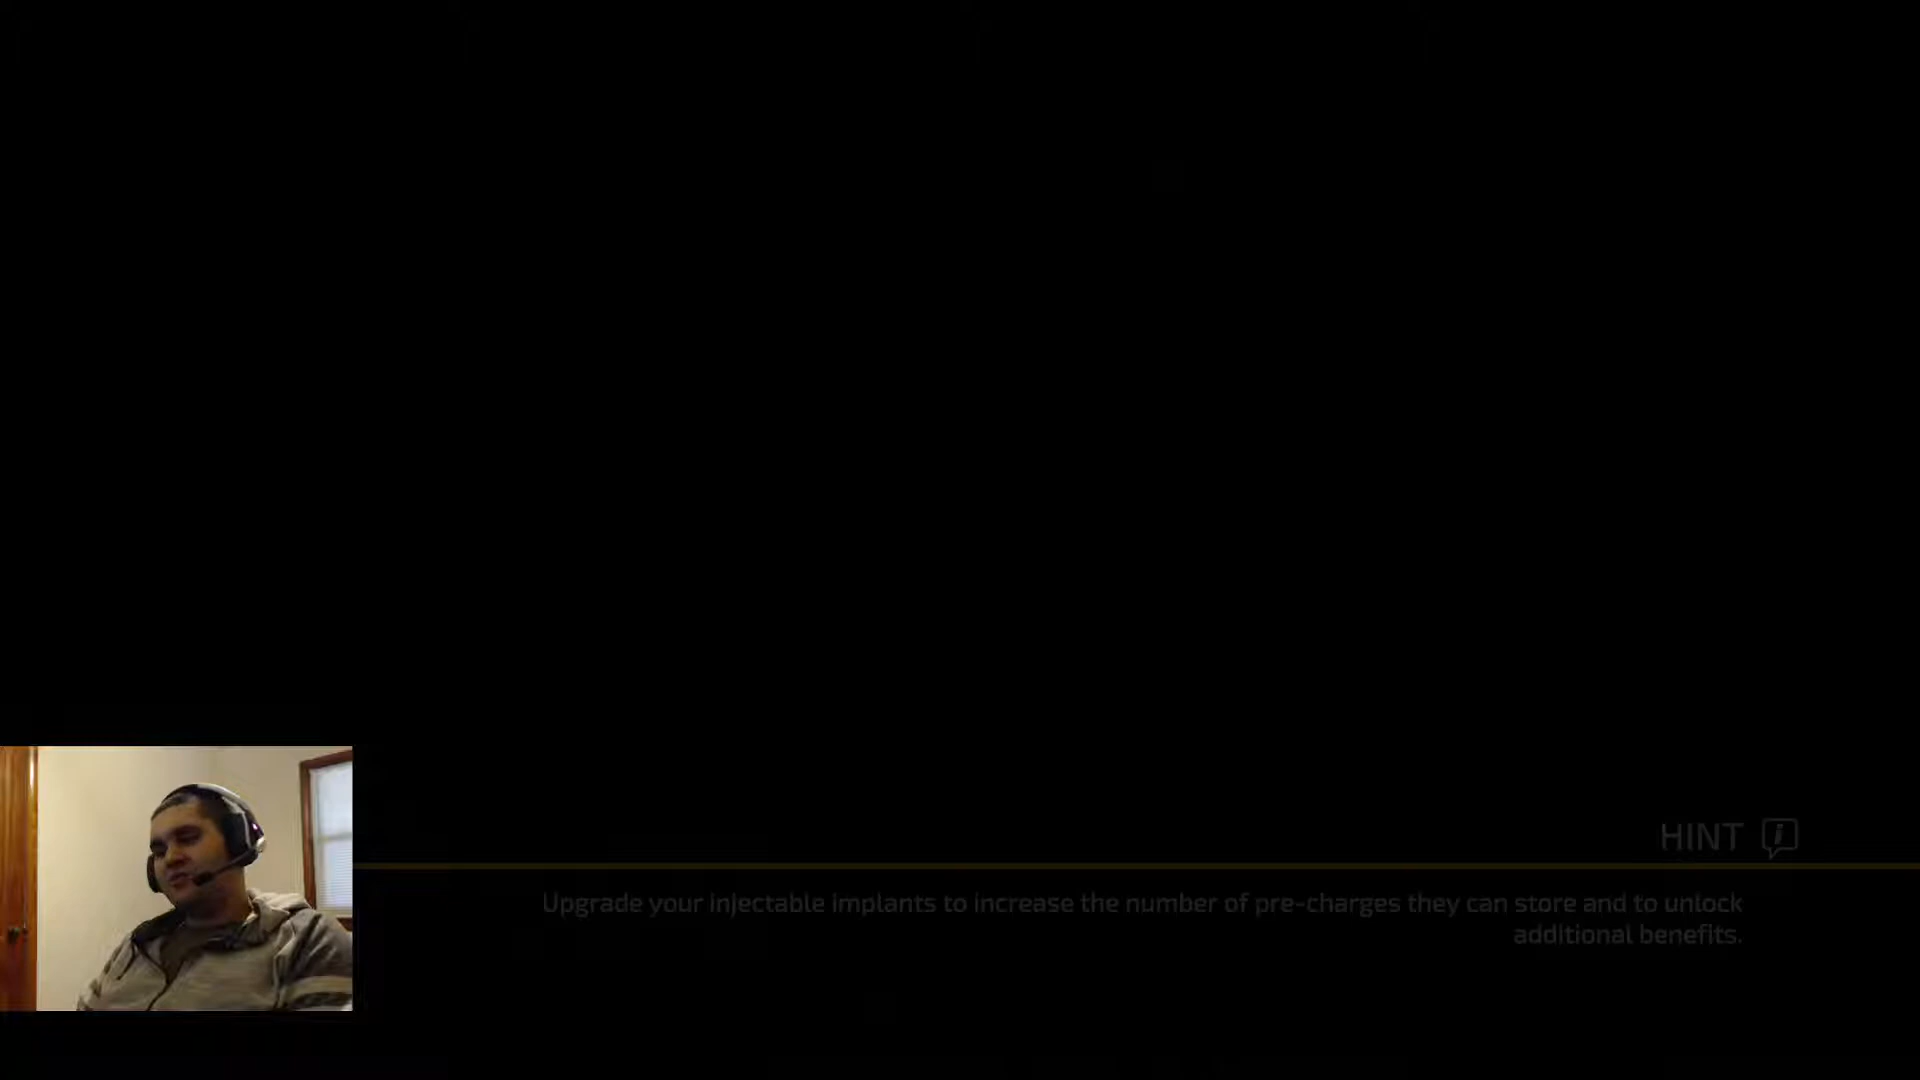 HINT
Upgrade your injectable implants to increase the number of pre-charges they can store and to unlock
additional benefits.